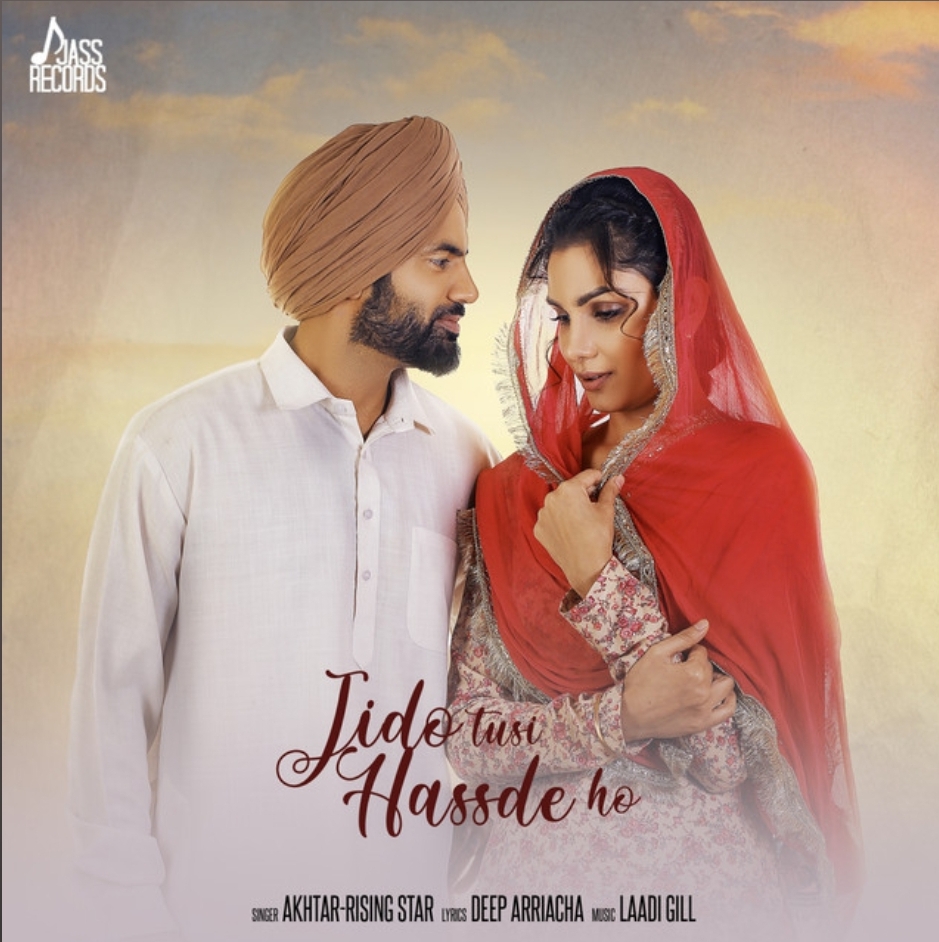 JASS
RECORDS
Jido tusi
Hassde ho
SINGER AKHTAR-RISING STAR LYRICS DEEP ARRIACHA MUSIC LAADI GILL